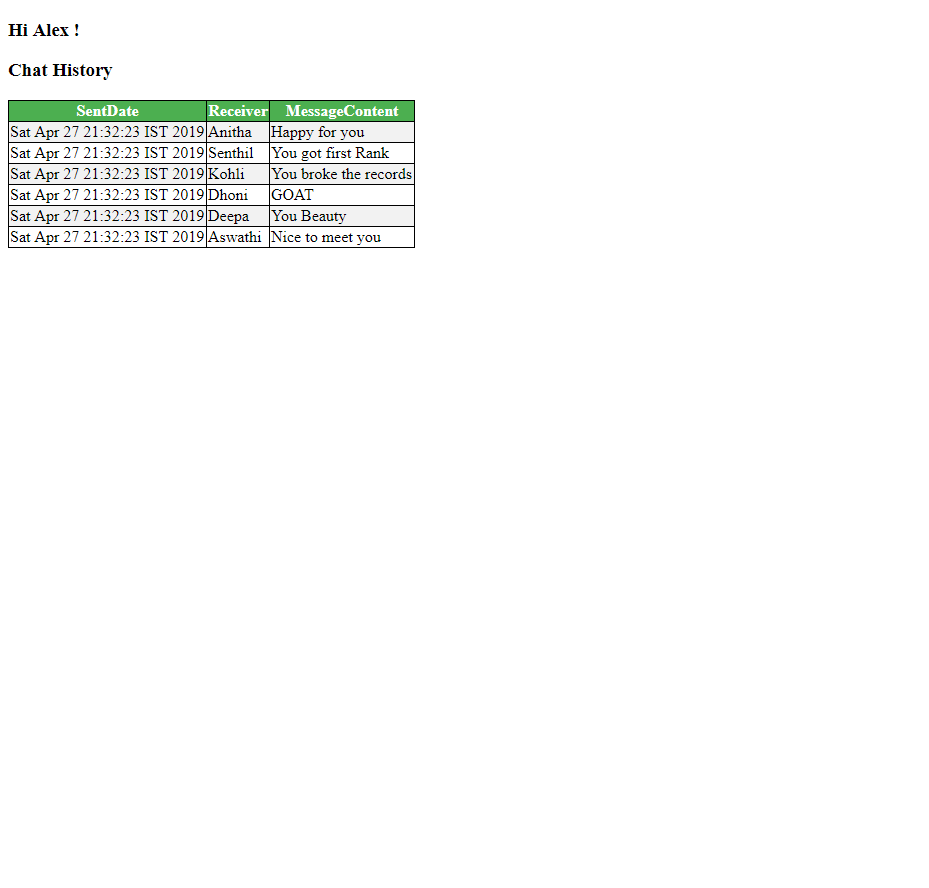 Hi Alex !
Chat History
SentDate Receiver MessageContent
Sat Apr 27 21:32:23 IST 2019 Anitha Happy for you
Sat Apr 27 21:32:23 IST 2019 Senthil You got first Rank
Sat Apr 27 21:32:23 IST 2019 Kohli You broke the records
Sat Apr 27 21:32:23 IST 2019 Dhoni GOAT
Sat Apr 27 21:32:23 IST 2019 Deepa You Beauty
Sat Apr 27 21:32:23 IST 2019 Aswathi Nice to meet you